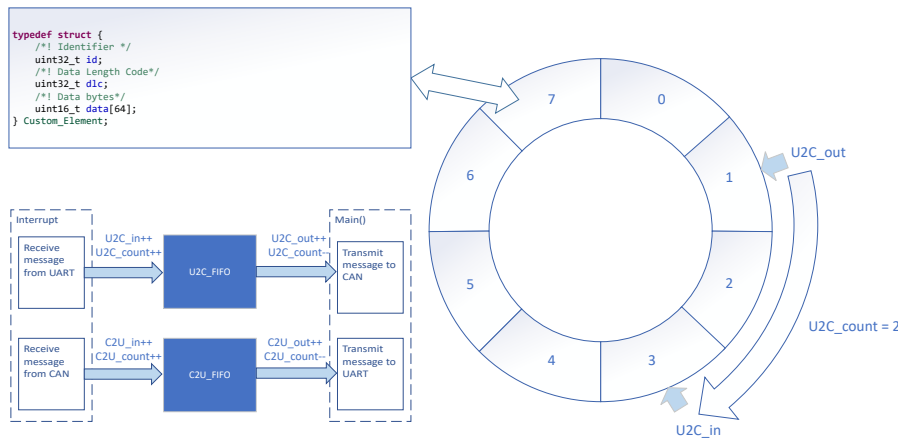 typedef struct {
/*! Identifier */
uint32_t id;
/*! Data Length Code*/
uint32_t dlc;
/*! Data bytes*/
uint16_t data[64];
} Custom_Element;
7
0
6
1
5
2
4
3
U2C_out
U2C_count = 2
U2C_in
Interrupt
Main()
Receive
message
from UART
U2C_in++
U2C_count++
U2C_FIFO
U2C_out++
U2C_count--
Transmit
message to
CAN
Receive
message
from CAN
C2U_in++
C2U_count++
C2U_FIFO
C2U_out++
C2U_count--
Transmit
message to
UART